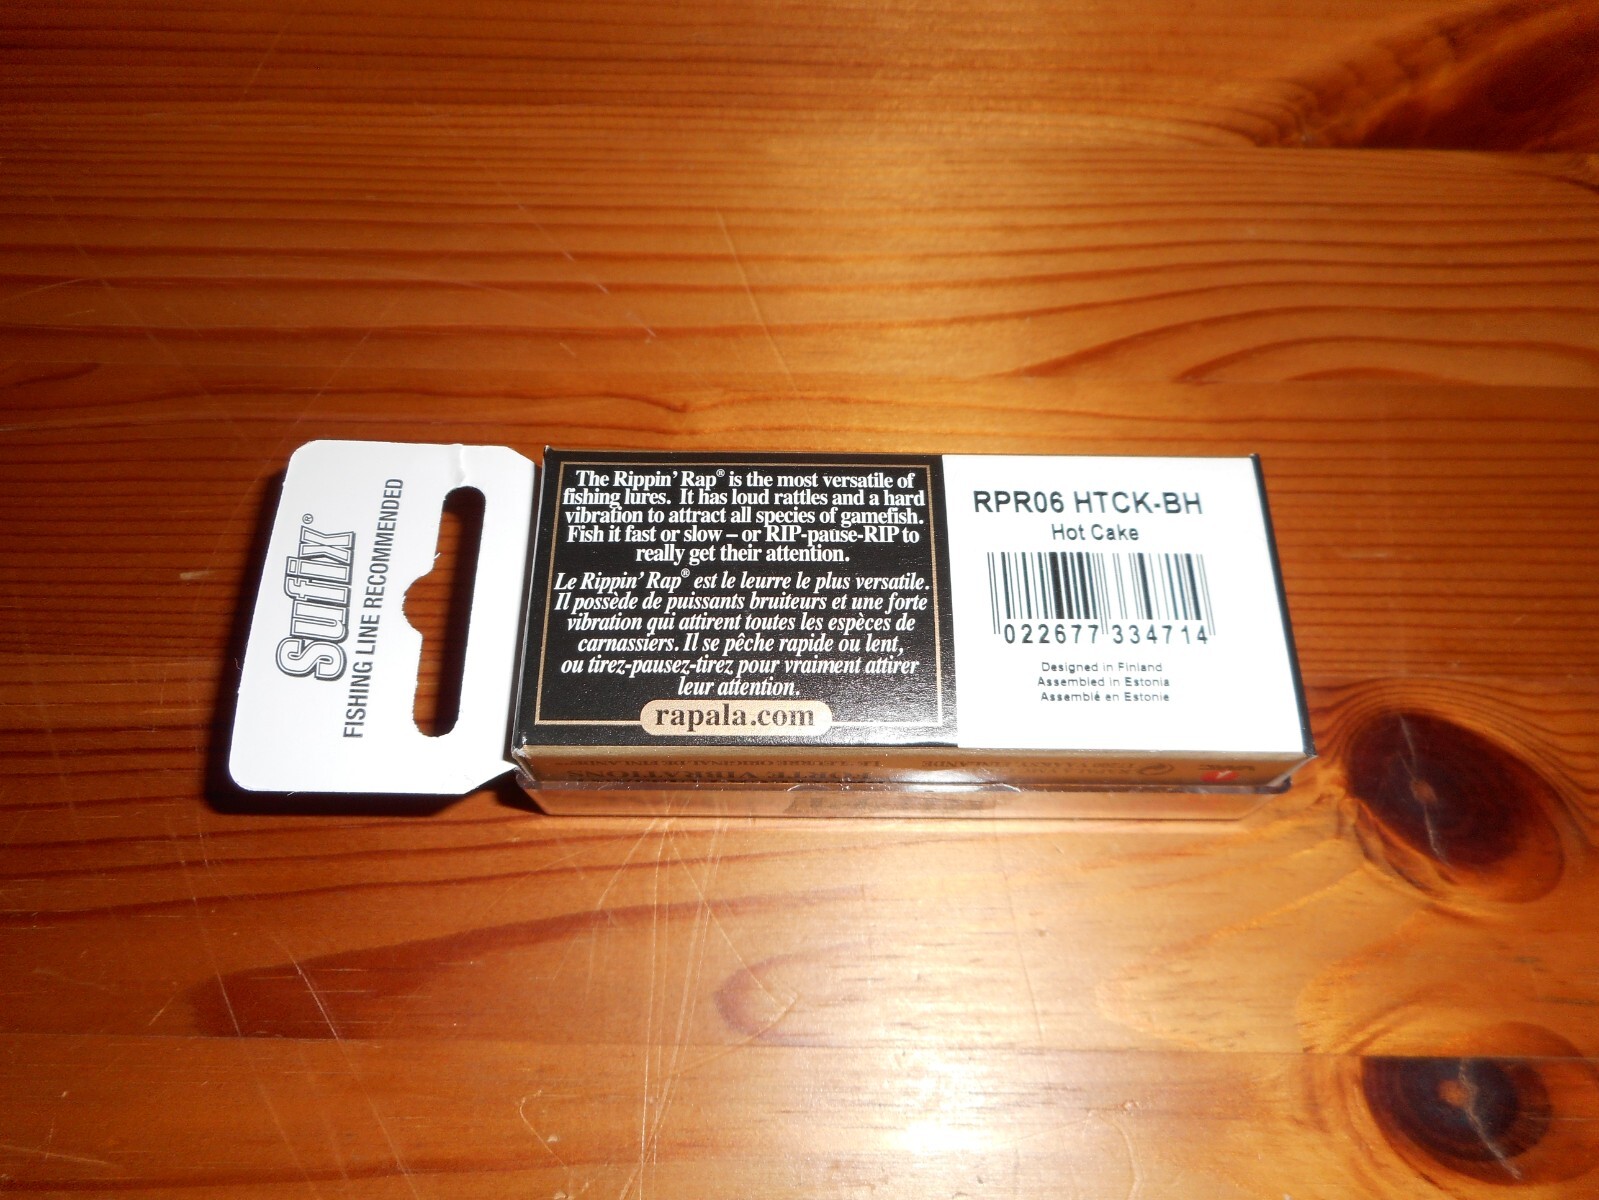 Sufix®
FISHING LINE RECOMMENDED
The Rippin' Rap® is the most versatile of
fishing lures. It has loud rattles and a hard
vibration to attract all species of gamefish.
Fish it fast or slow – or RIP-pause-RIP to
really get their attention.
Le Rippin' Rap® est le leurre le plus versatile.
Il possède de puissants bruiteurs et une forte
vibration qui attirent toutes les espèces de
carnassiers. Il se pêche rapide ou lent,
ou tirez-pausez-tirez pour vraiment attirer
leur attention.
rapala.com
RPR06 HTCK-BH
Hot Cake
022677 334714
Designed in Finland
Assembled in Estonia
Assemblé en Estonie
VIBRATIONS